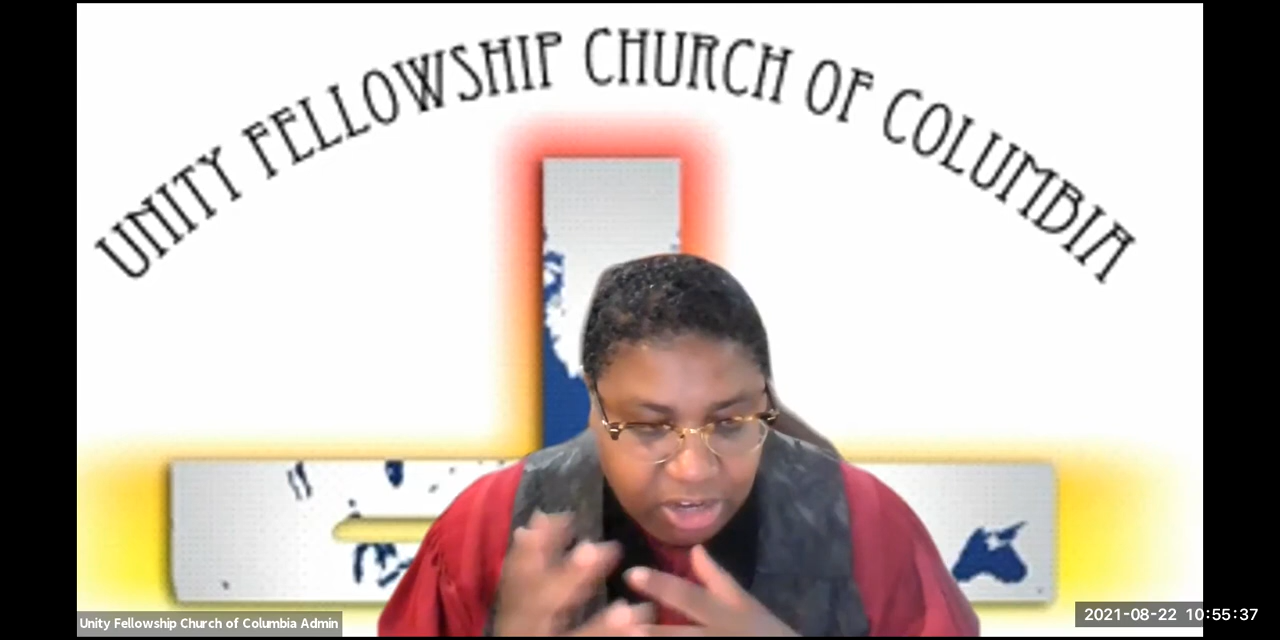 UNITY FELLOWSHIP CHURCH OF COLUMBIA
Unity Fellowship Church of Columbia Admin
2021-08-22 10:55:37